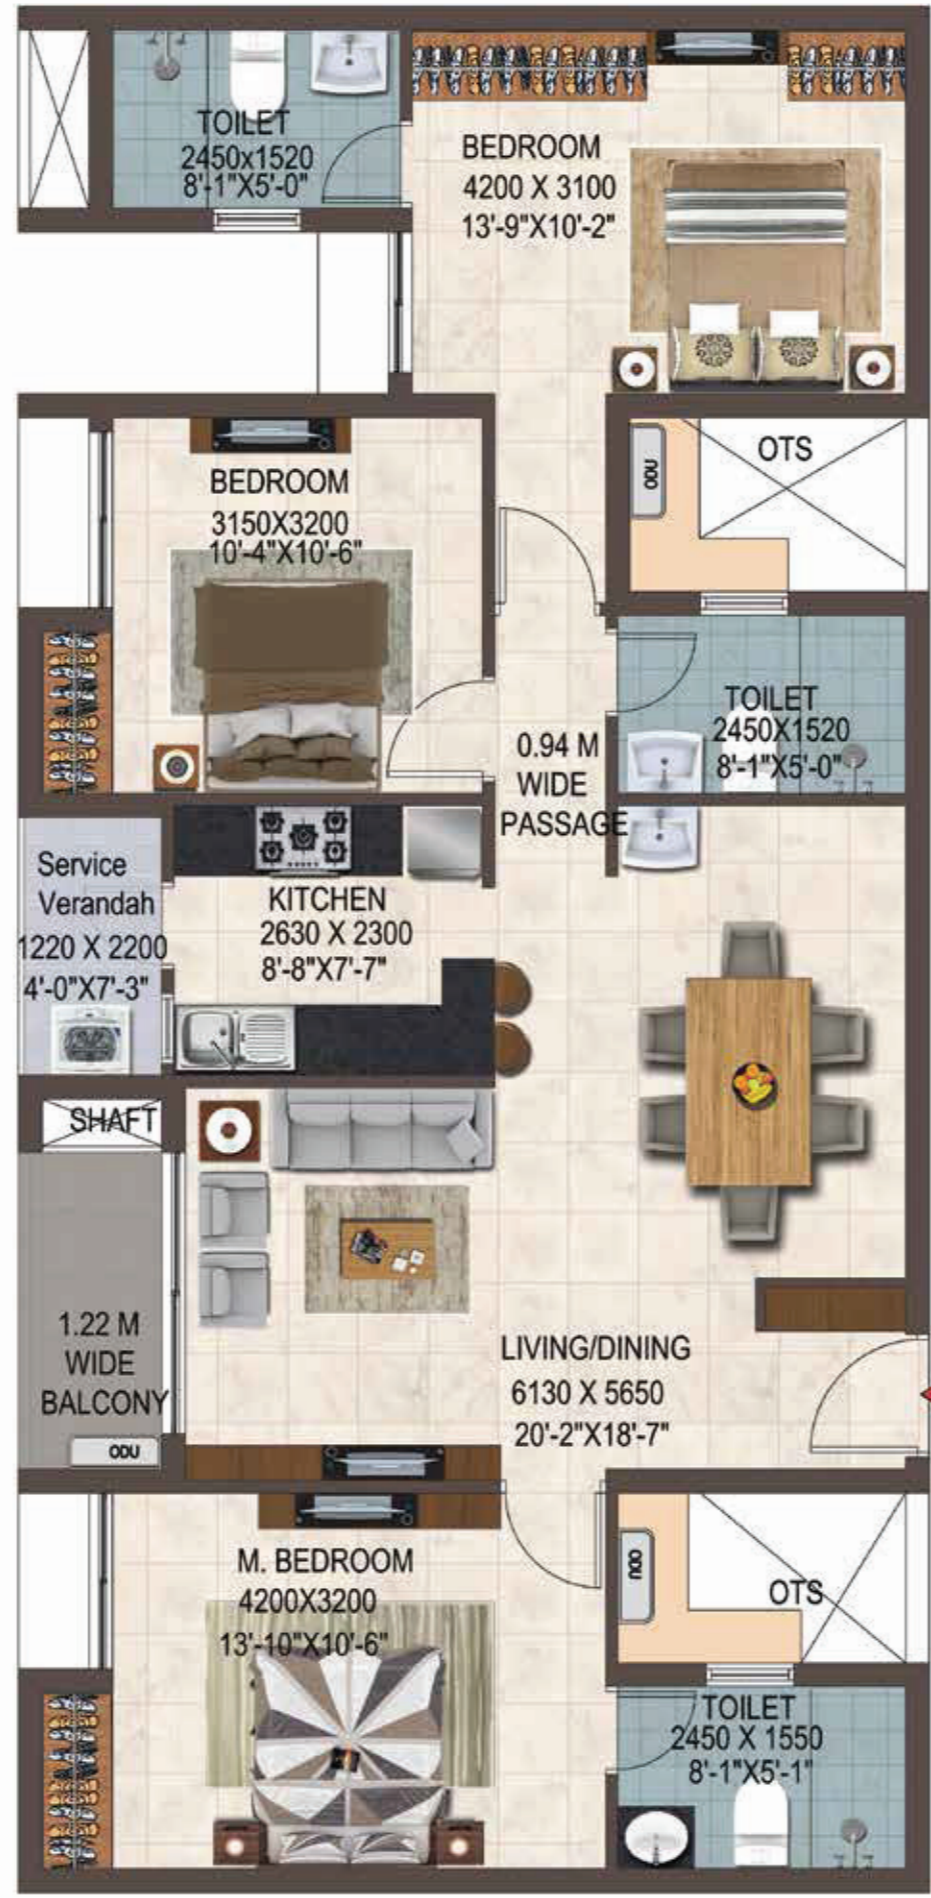 TOILET
2450x1520
8'-1"X5'-0"
BEDROOM
4200 X 3100
13'-9"X10'-2"
BEDROOM
3150X3200
10'-4"X10'-6"
ODU
OTS
TOILET
2450X1520
8'-1"X5'-0"
0.94 M
WIDE
PASSAGE
Service
Verandah
1220 X 2200
4'-0"X7'-3"
KITCHEN
2630 X 2300
8'-8"X7'-7"
SHAFT
1.22 M
WIDE
BALCONY
ODU
LIVING/DINING
6130 X 5650
20'-2"X18'-7"
M. BEDROOM
4200X3200
13'-10"X10'-6"
ODU
OTS
TOILET
2450 X 1550
8'-1"X5'-1"